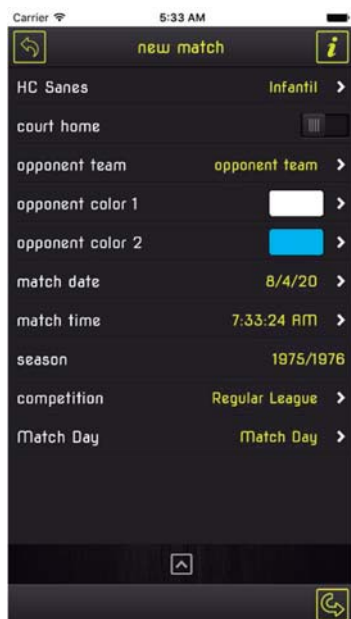 Carrier 5:33 AM
new match i
HC Sanes Infantil
court home
opponent team opponent team
opponent color 1
opponent color 2
match date 8/4/20
match time 7:33:24 AM
season 1975/1976
competition Regular League
Match Day Match Day